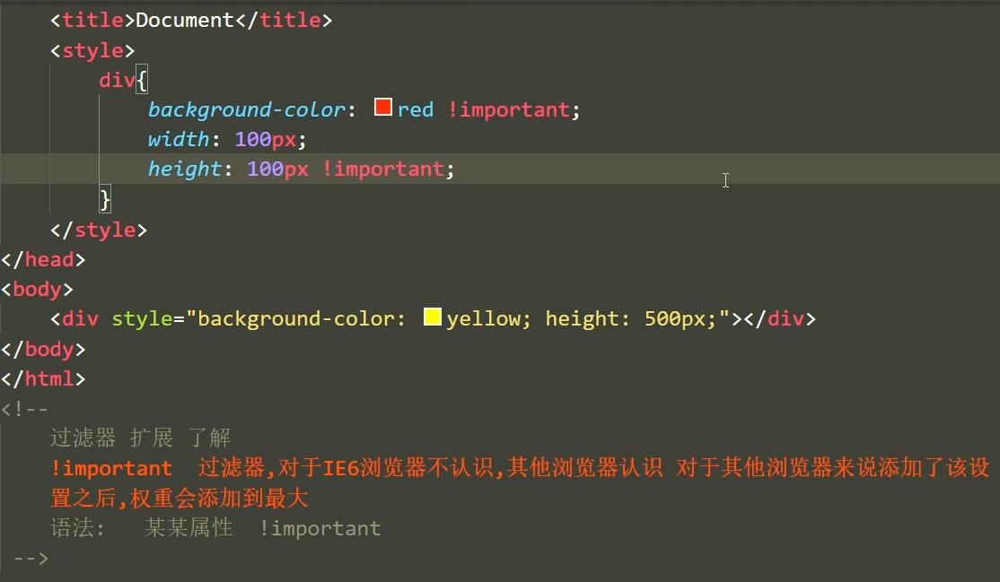 <title>Document</title>
<style>
div{
background-color: red !important;
width: 100px;
height: 100px !important;
}
</style>
</head>
<body>
<div style="background-color: yellow; height: 500px;"></div>
</body>
</html>
<!--
过滤器 扩展 了解
!important 过滤器,对于IE6浏览器不认识,其他浏览器认识 对于其他浏览器来说添加了该设
置之后,权重会添加到最大
语法: 某某属性 !important
-->